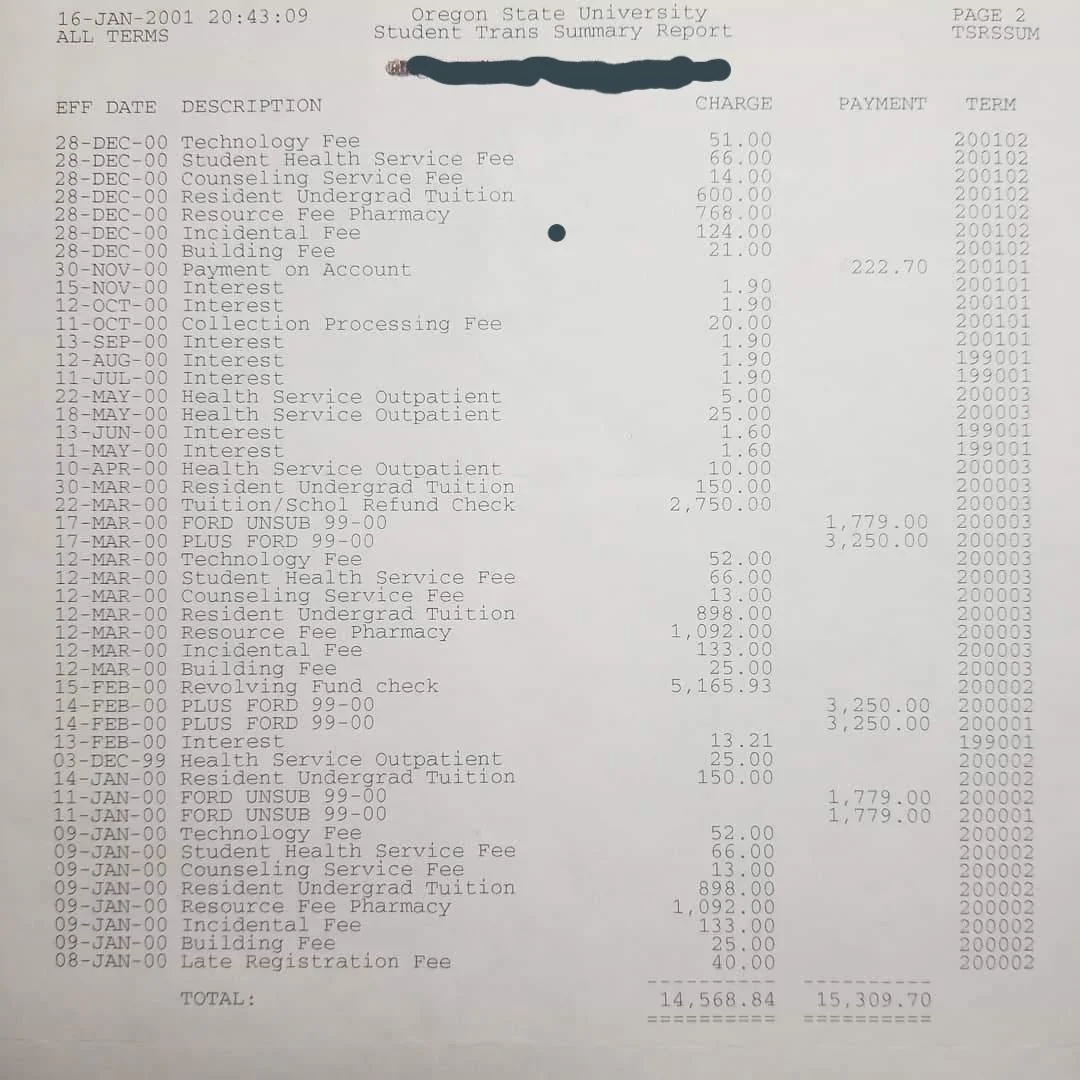 16-JAN-2001 20:43:09 Oregon State University PAGE 2
ALL TERMS Student Trans Summary Report TSRSSUM
EFF DATE DESCRIPTION CHARGE PAYMENT TERM
28-DEC-00 Technology Fee 51.00 200102
28-DEC-00 Student Health Service Fee 66.00 200102
28-DEC-00 Counseling Service Fee 14.00 200102
28-DEC-00 Resident Undergrad Tuition 600.00 200102
28-DEC-00 Resource Fee Pharmacy 768.00 200102
28-DEC-00 Incidental Fee 124.00 200102
28-DEC-00 Building Fee 21.00 200102
30-NOV-00 Payment on Account 222.70 200101
15-NOV-00 Interest 1.90 200101
12-OCT-00 Interest 1.90 200101
11-OCT-00 Collection Processing Fee 20.00 200101
13-SEP-00 Interest 1.90 200101
12-AUG-00 Interest 1.90 199001
11-JUL-00 Interest 1.90 199001
22-MAY-00 Health Service Outpatient 5.00 200003
18-MAY-00 Health Service Outpatient 25.00 200003
13-JUN-00 Interest 1.60 199001
11-MAY-00 Interest 1.60 199001
10-APR-00 Health Service Outpatient 10.00 200003
30-MAR-00 Resident Undergrad Tuition 150.00 200003
22-MAR-00 Tuition/Schol Refund Check 2,750.00 200003
17-MAR-00 FORD UNSUB 99-00 1,779.00 200003
17-MAR-00 PLUS FORD 99-00 3,250.00 200003
12-MAR-00 Technology Fee 52.00 200003
12-MAR-00 Student Health Service Fee 66.00 200003
12-MAR-00 Counseling Service Fee 13.00 200003
12-MAR-00 Resident Undergrad Tuition 898.00 200003
12-MAR-00 Resource Fee Pharmacy 1,092.00 200003
12-MAR-00 Incidental Fee 133.00 200003
12-MAR-00 Building Fee 25.00 200003
15-FEB-00 Revolving Fund check 5,165.93 200002
14-FEB-00 PLUS FORD 99-00 3,250.00 200002
14-FEB-00 PLUS FORD 99-00 3,250.00 200001
13-FEB-00 Interest 13.21 199001
03-DEC-99 Health Service Outpatient 25.00 200002
14-JAN-00 Resident Undergrad Tuition 150.00 200002
11-JAN-00 FORD UNSUB 99-00 1,779.00 200002
11-JAN-00 FORD UNSUB 99-00 1,779.00 200001
09-JAN-00 Technology Fee 52.00 200002
09-JAN-00 Student Health Service Fee 66.00 200002
09-JAN-00 Counseling Service Fee 13.00 200002
09-JAN-00 Resident Undergrad Tuition 898.00 200002
09-JAN-00 Resource Fee Pharmacy 1,092.00 200002
09-JAN-00 Incidental Fee 133.00 200002
09-JAN-00 Building Fee 25.00 200002
08-JAN-00 Late Registration Fee 40.00 200002
TOTAL: 14,568.84 15,309.70